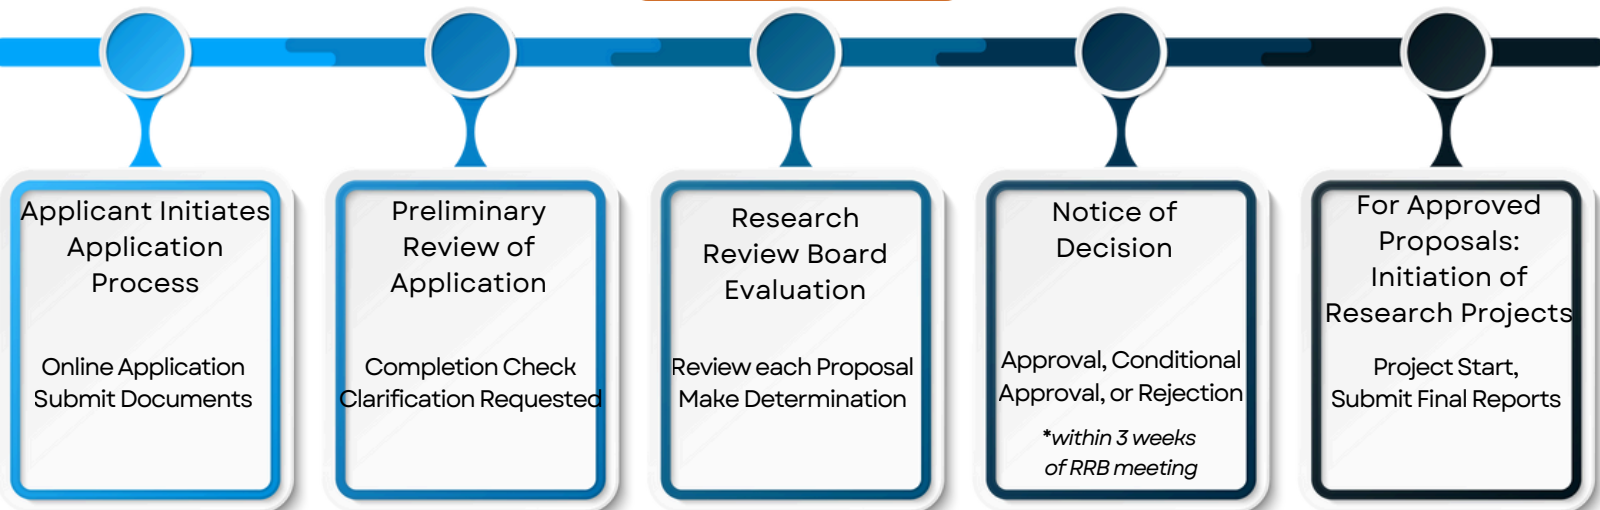 Applicant Initiates
Application
Process
Online Application
Submit Documents
Preliminary
Review of
Application
Completion Check
Clarification Requested
Research
Review Board
Evaluation
Review each Proposal
Make Determination
Notice of
Decision
Approval, Conditional
Approval, or Rejection
*within 3 weeks
of RRB meeting
For Approved
Proposals:
Initiation of
Research Projects
Project Start,
Submit Final Reports